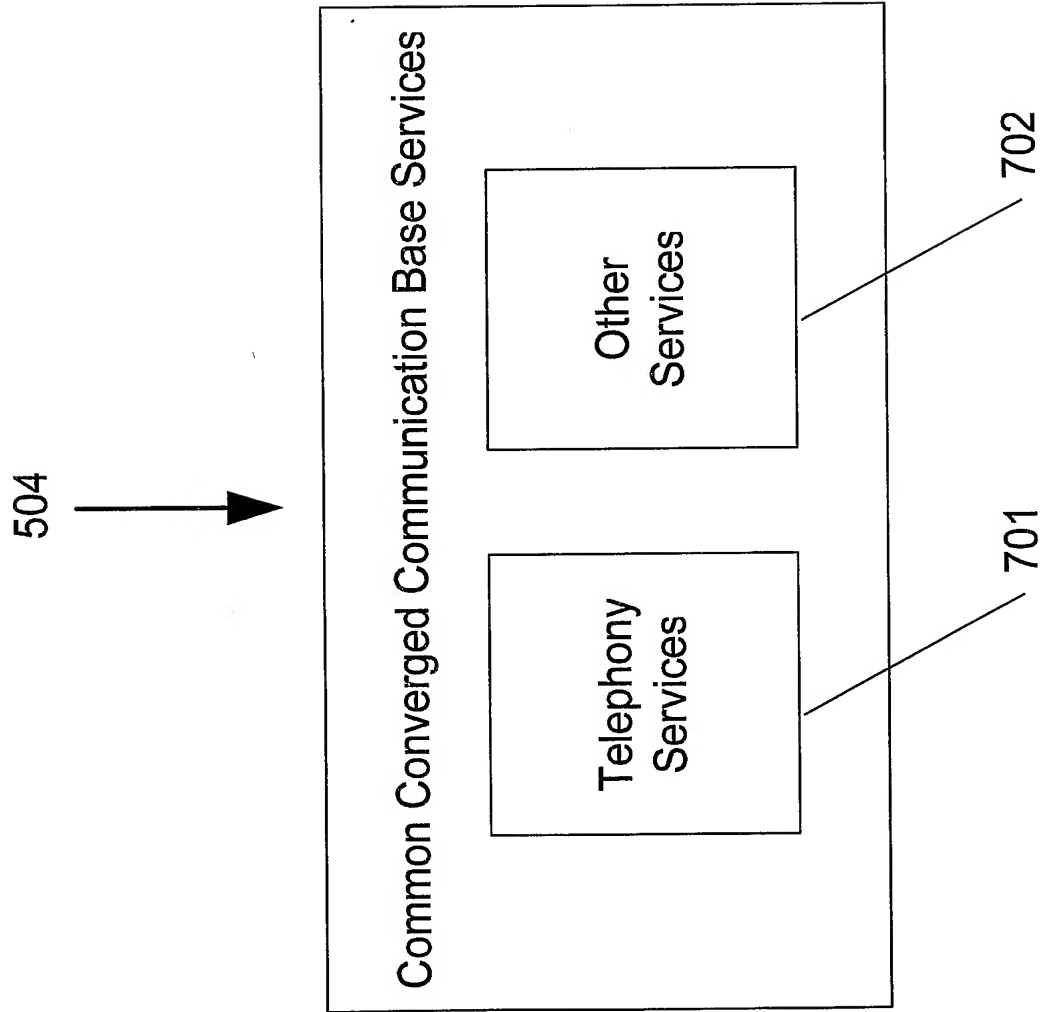 504
Common Converged Communication Base Services
Telephony
Services
Other
Services
701
702